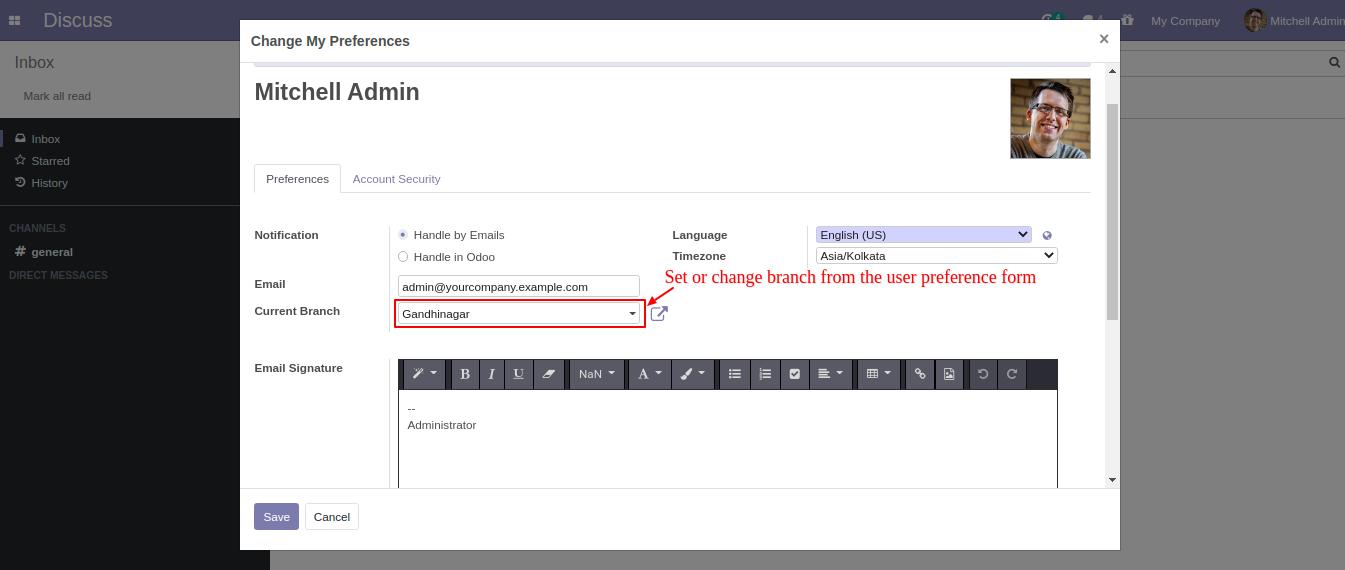 Discuss
4
4
My Company
Mitchell Admin
Change My Preferences
×
Inbox
Mark all read
Mitchell Admin
Inbox
Starred
History
Preferences
Account Security
CHANNELS
# general
DIRECT MESSAGES
Notification
Handle by Emails
Language
English (US)
Handle in Odoo
Timezone
Asia/Kolkata
Set or change branch from the user preference form
Email
admin@yourcompany.example.com
Current Branch
Gandhinagar
Email Signature
B I U NaN A
--
Administrator
Save
Cancel